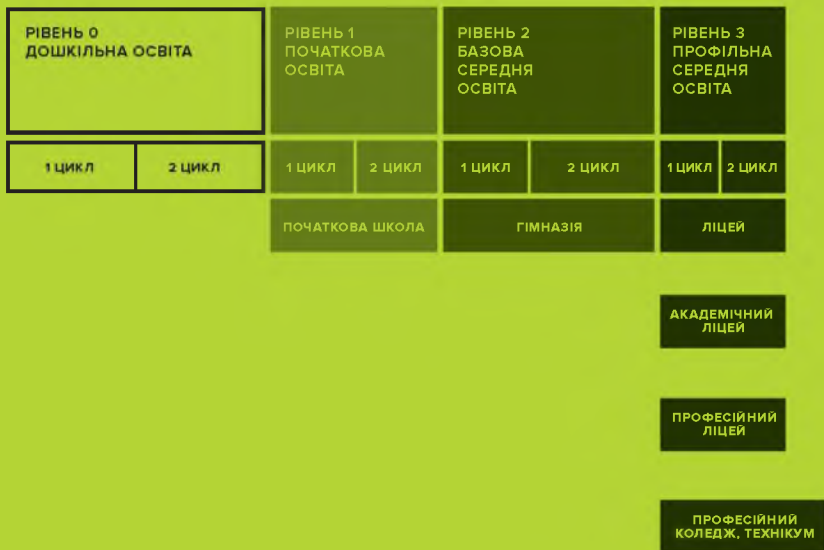 РІВЕНЬ 0
ДОШКІЛЬНА ОСВІТА
РІВЕНЬ 1
ПОЧАТКОВА
ОСВІТА
РІВЕНЬ 2
БАЗОВА
СЕРЕДНЯ
ОСВІТА
РІВЕНЬ 3
ПРОФІЛЬНА
СЕРЕДНЯ
ОСВІТА
1 ЦИКЛ
2 ЦИКЛ
1 ЦИКЛ
2 ЦИКЛ
1 ЦИКЛ
2 ЦИКЛ
1 ЦИКЛ
2 ЦИКЛ
ПОЧАТКОВА ШКОЛА
ГІМНАЗІЯ
ЛІЦЕЙ
АКАДЕМІЧНИЙ
ЛІЦЕЙ
ПРОФЕСІЙНИЙ
ЛІЦЕЙ
ПРОФЕСІЙНИЙ
КОЛЕДЖ, ТЕХНІКУМ